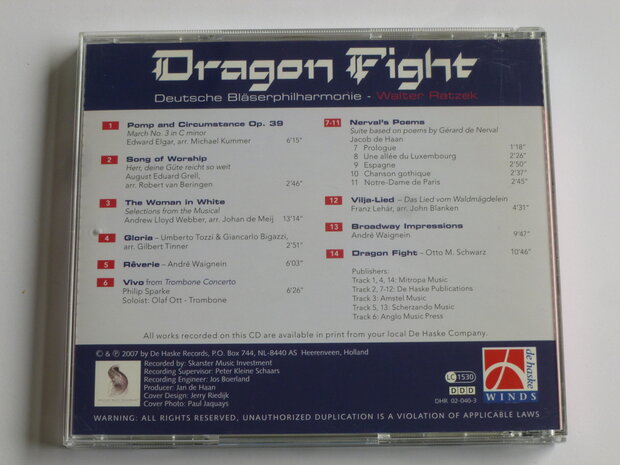 Dragon Fight
Deutsche Bläserphilharmonie - Walter Ratzek
1 Pomp and Circumstance Op. 39
March No. 3 in C minor
Edward Elgar, arr. Michael Kummer 6'15"
2 Song of Worship
Herr, deine Güte reicht so weit
August Eduard Grell,
arr. Robert van Beringen 2'46"
3 The Woman in White
Selections from the Musical
Andrew Lloyd Webber, arr. Johan de Meij 13'14"
4 Gloria – Umberto Tozzi & Giancarlo Bigazzi,
arr. Gilbert Tinner 2'51"
5 Rêverie – André Waignein 6'03"
6 Vivo from Trombone Concerto
Philip Sparke 6'26"
Soloist: Olaf Ott - Trombone
7-11 Nerval's Poems
Suite based on poems by Gérard de Nerval
Jacob de Haan
7 Prologue 1'18"
8 Une allée du Luxembourg 2'26"
9 Espagne 2'50"
10 Chanson gothique 2'37"
11 Notre-Dame de Paris 2'45"
12 Vilja-Lied – Das Lied vom Waldmägdelein
Franz Lehár, arr. John Blanken 4'31"
13 Broadway Impressions
André Waignein 9'47"
14 Dragon Fight – Otto M. Schwarz 10'46"
Publishers:
Track 1, 4, 14: Mitropa Music
Track 2, 7-12: De Haske Publications
Track 3: Amstel Music
Track 5, 13: Scherzando Music
Track 6: Anglo Music Press
All works recorded on this CD are available in print from your local De Haske Company.
© & ℗ 2007 by De Haske Records, P.O. Box 744, NL-8440 AS Heerenveen, Holland
Recorded by: Skarster Music Investment
Recording Supervisor: Peter Kleine Schaars
Recording Engineer: Jos Boerland
Producer: Jan de Haan
Cover Design: Jerry Riedijk
Cover Photo: Paul Jaquays
LC 1530
DDD
DHR 02-040-3
de haske
WINDS
WARNING: ALL RIGHTS RESERVED, UNAUTHORIZED DUPLICATION IS A VIOLATION OF APPLICABLE LAWS